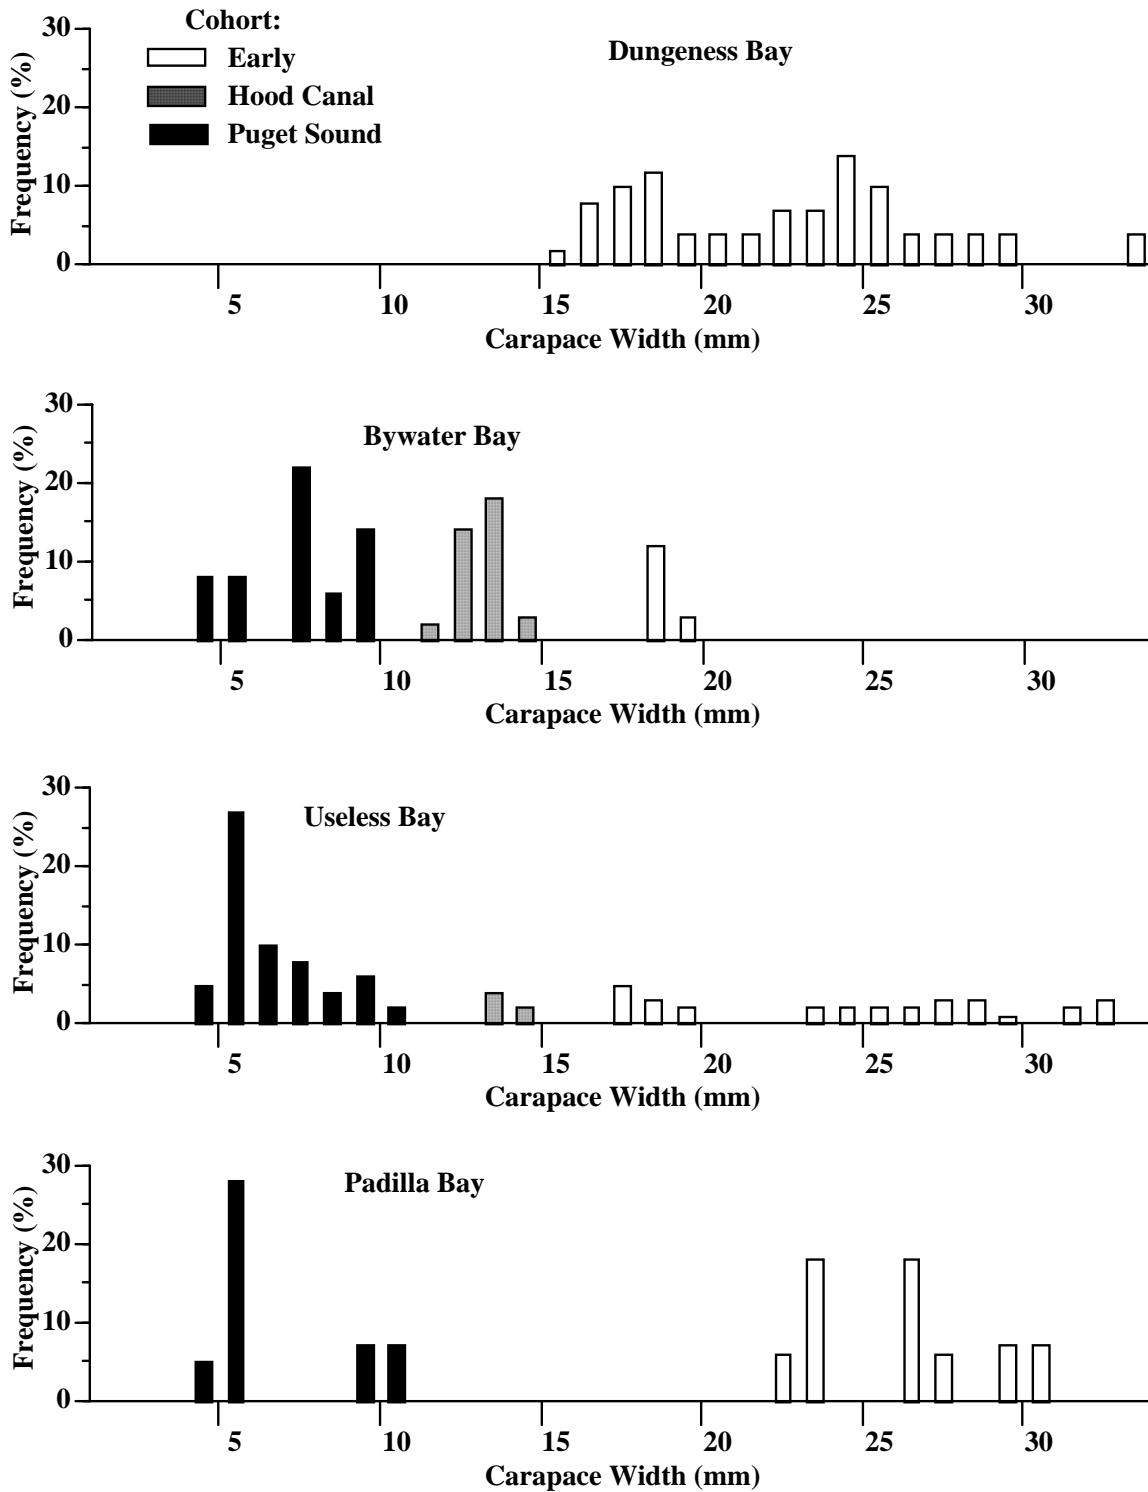 Cohort:
Early
Hood Canal
Puget Sound
Dungeness Bay
Frequency (%)
30
20
10
0
5 10 15 20 25 30
Carapace Width (mm)
Bywater Bay
Frequency (%)
30
20
10
0
5 10 15 20 25 30
Carapace Width (mm)
Useless Bay
Frequency (%)
30
20
10
0
5 10 15 20 25 30
Carapace Width (mm)
Padilla Bay
Frequency (%)
30
20
10
0
5 10 15 20 25 30
Carapace Width (mm)